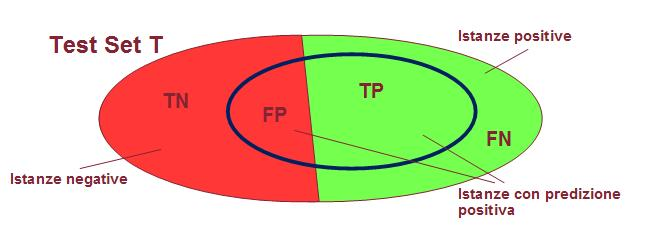 Test Set T
Istanze positive
TN
FP
TP
FN
Istanze negative
Istanze con predizione
positiva